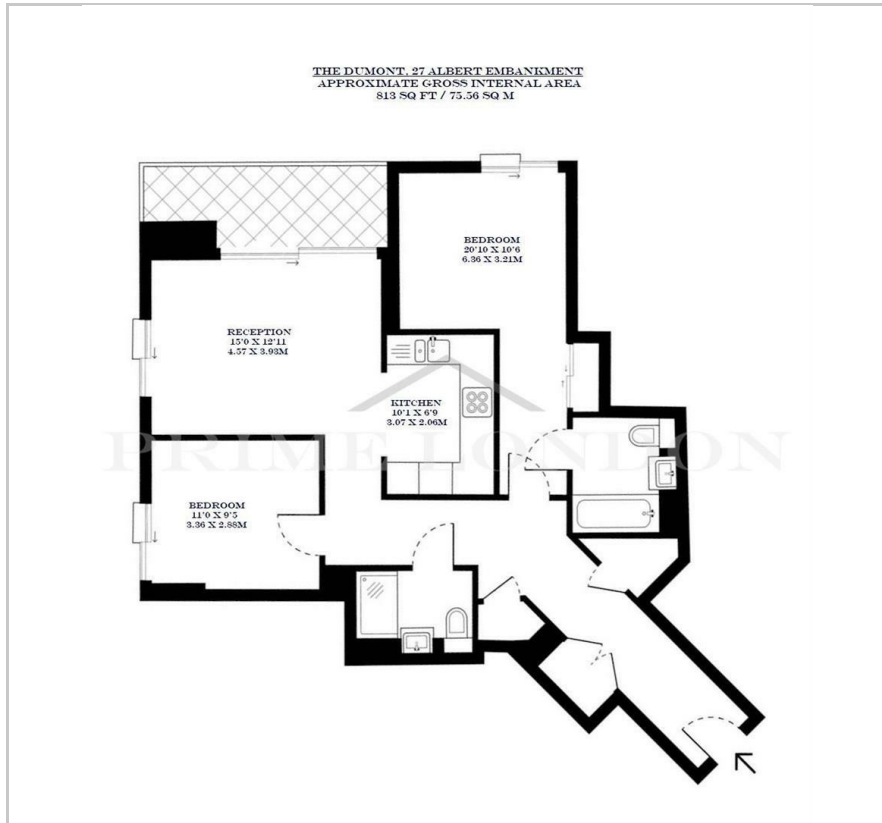 THE DUMONT, 27 ALBERT EMBANKMENT
APPROXIMATE GROSS INTERNAL AREA
813 SQ FT / 75.56 SQ M
BEDROOM
20'10 X 10'6
6.36 X 3.21M
RECEPTION
15'0 X 12'11
4.57 X 3.93M
KITCHEN
10'1 X 6'9
3.07 X 2.06M
PRIME LONDON
BEDROOM
11'0 X 9'5
3.36 X 2.88M